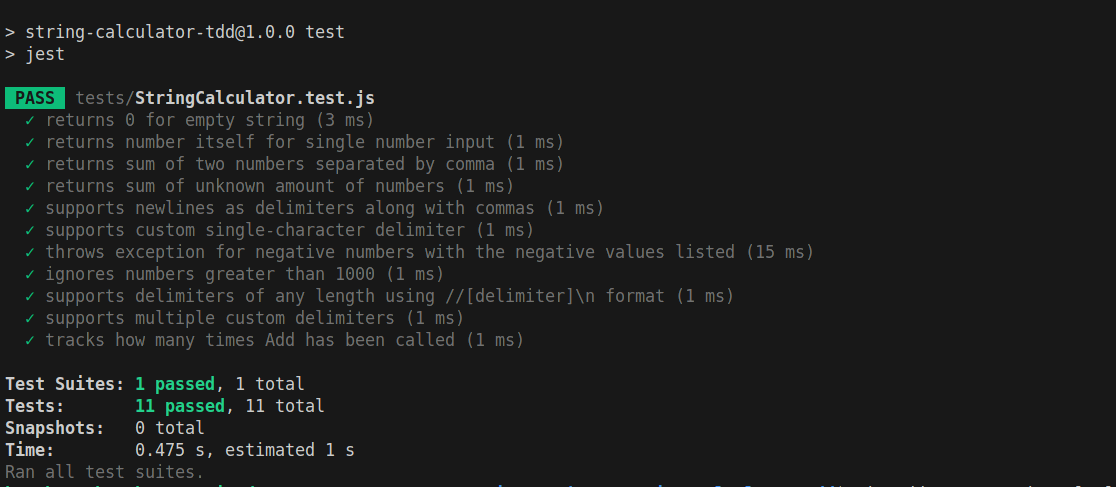 > string-calculator-tdd@1.0.0 test
> jest
PASS tests/StringCalculator.test.js
✓ returns 0 for empty string (3 ms)
✓ returns number itself for single number input (1 ms)
✓ returns sum of two numbers separated by comma (1 ms)
✓ returns sum of unknown amount of numbers (1 ms)
✓ supports newlines as delimiters along with commas (1 ms)
✓ supports custom single-character delimiter (1 ms)
✓ throws exception for negative numbers with the negative values listed (15 ms)
✓ ignores numbers greater than 1000 (1 ms)
✓ supports delimiters of any length using //[delimiter]\n format (1 ms)
✓ supports multiple custom delimiters (1 ms)
✓ tracks how many times Add has been called (1 ms)
Test Suites: 1 passed, 1 total
Tests: 11 passed, 11 total
Snapshots: 0 total
Time: 0.475 s, estimated 1 s
Ran all test suites.